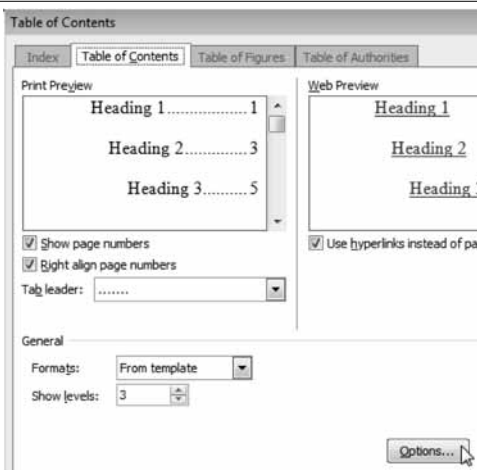 Table of Contents
Index Table of Contents Table of Figures Table of Authorities
Print Preview
Heading 1..................1
Heading 2..............3
Heading 3..........5
Show page numbers
Right align page numbers
Tab leader: .......
Web Preview
Heading 1
Heading 2
Heading
Use hyperlinks instead of pa
General
Formats: From template
Show levels: 3
Options...